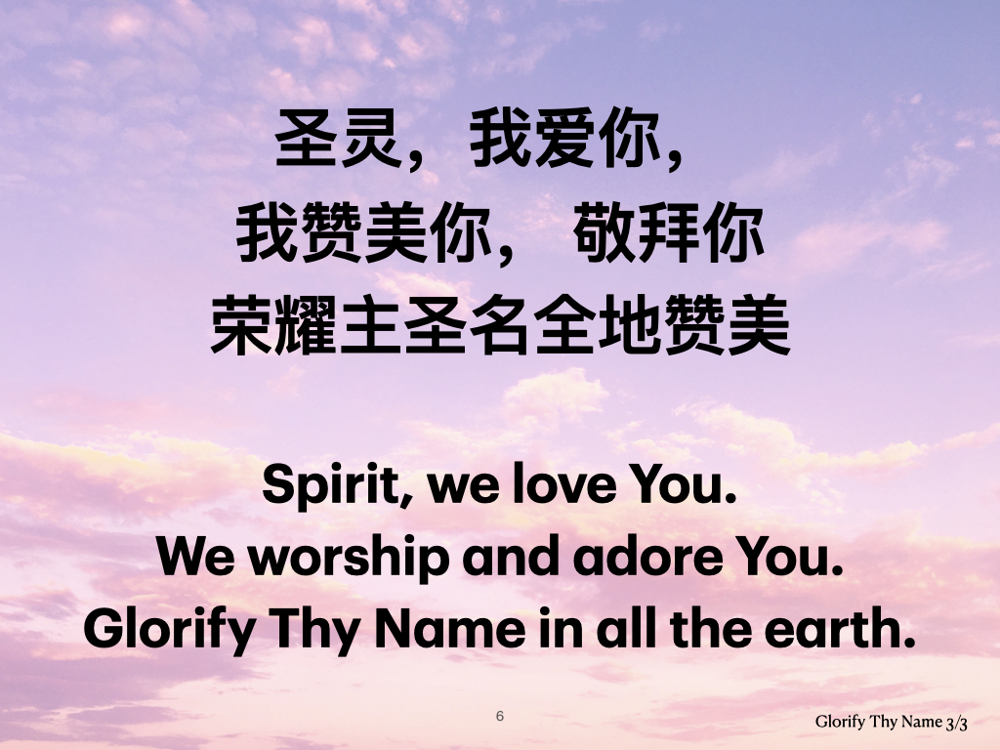 圣灵，我爱你，
我赞美你， 敬拜你
荣耀主圣名全地赞美
Spirit, we love You.
We worship and adore You.
Glorify Thy Name in all the earth.
6
Glorify Thy Name 3/3